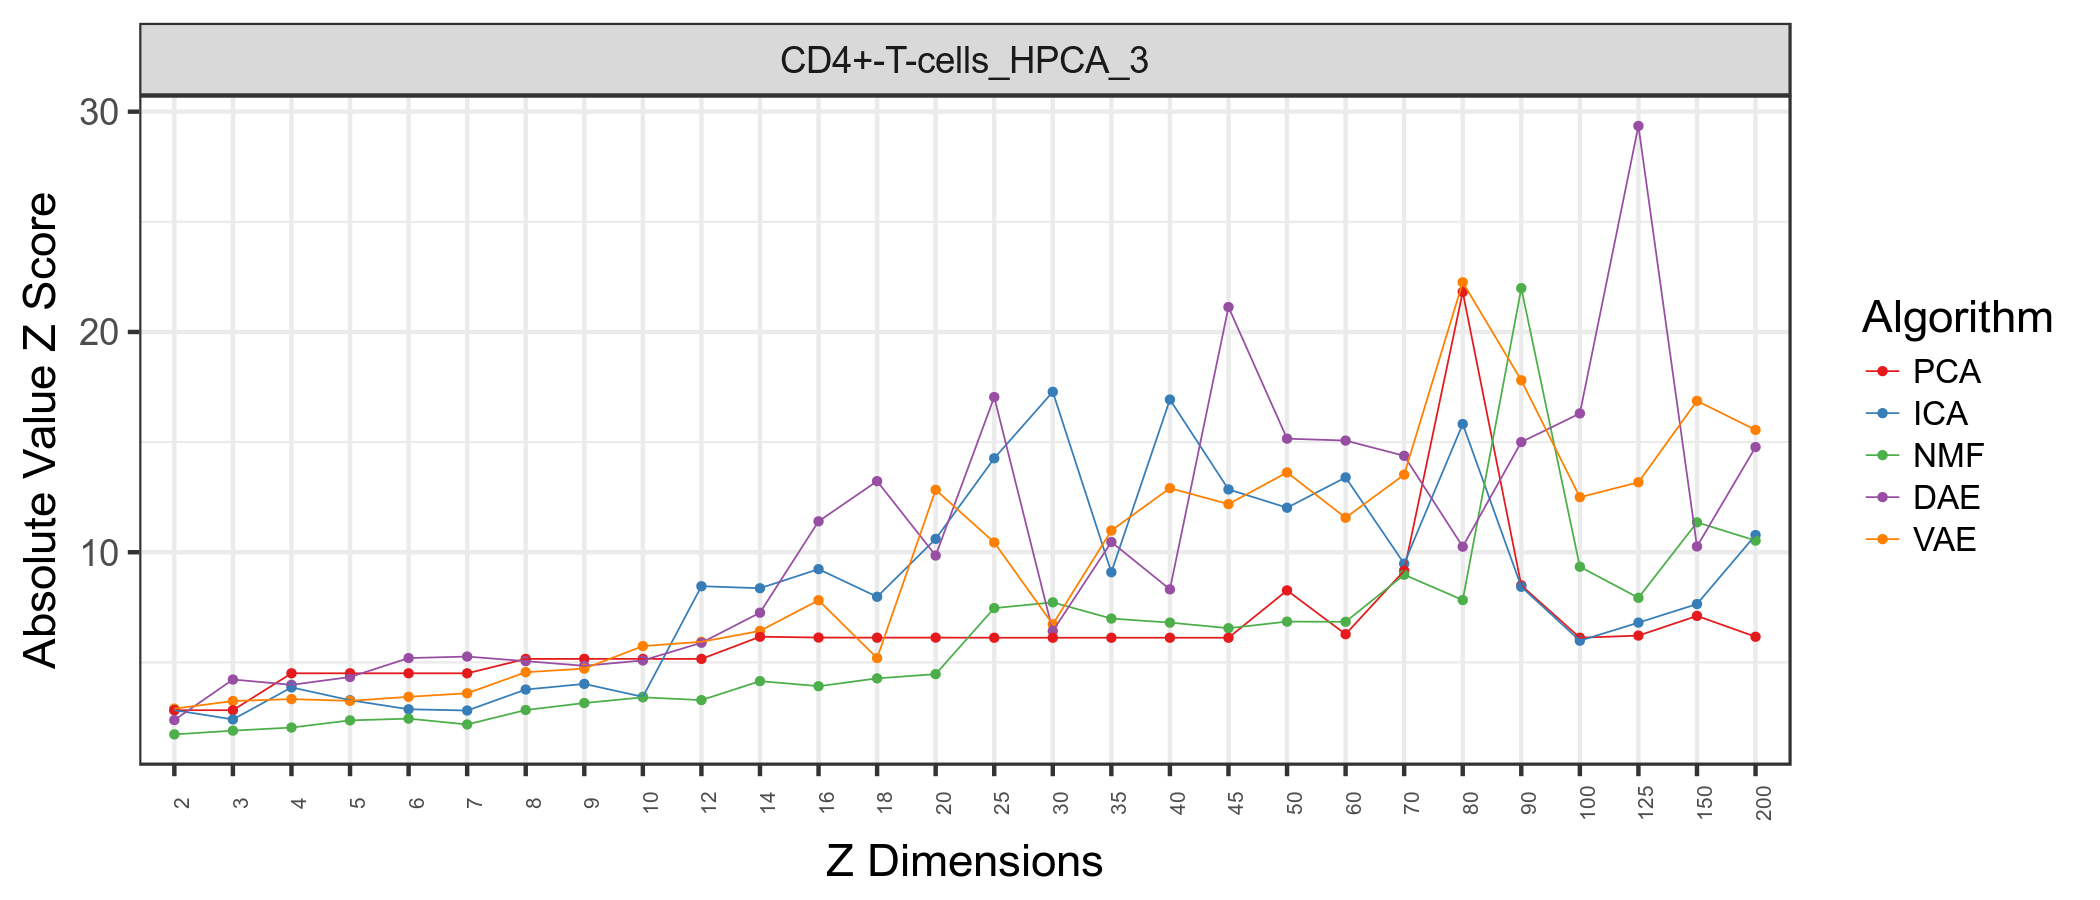 CD4+-T-cells_HPCA_3
30
20
10
Absolute Value Z Score
2 3 4 5 6 7 8 9 10 12 14 16 18 20 25 30 35 40 45 50 60 70 80 90 100 125 150 200
Z Dimensions
Algorithm
PCA
ICA
NMF
DAE
VAE